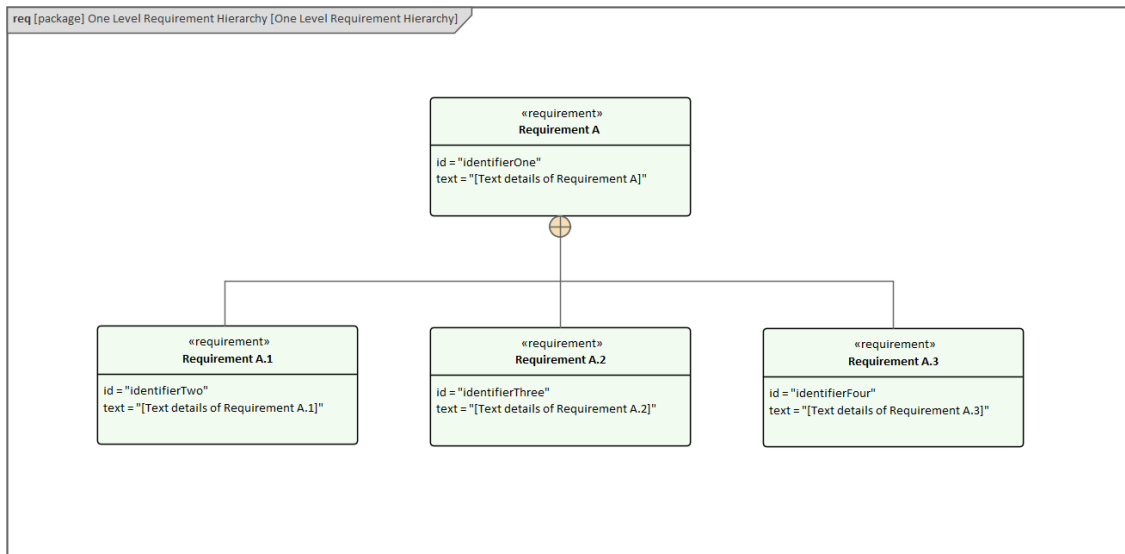 req [package] One Level Requirement Hierarchy [One Level Requirement Hierarchy]
«requirement»
Requirement A
id = "identifierOne"
text = "[Text details of Requirement A]"
«requirement»
Requirement A.1
id = "identifierTwo"
text = "[Text details of Requirement A.1]"
«requirement»
Requirement A.2
id = "identifierThree"
text = "[Text details of Requirement A.2]"
«requirement»
Requirement A.3
id = "identifierFour"
text = "[Text details of Requirement A.3]"